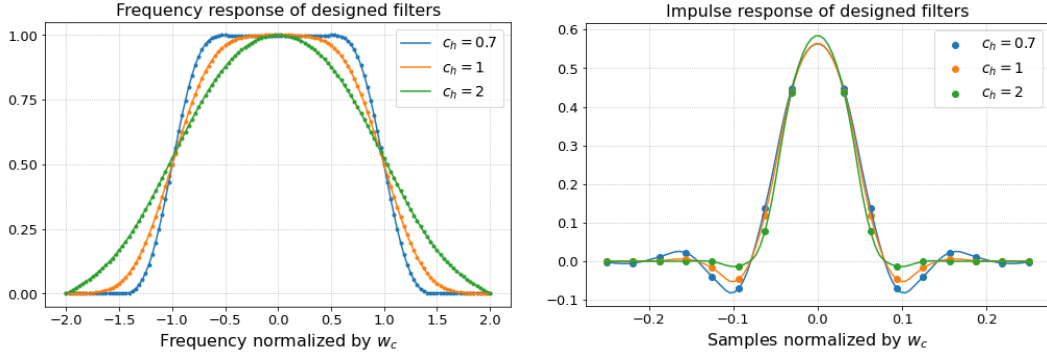 Frequency response of designed filters
1.00
0.75
0.50
0.25
0.00
c_h = 0.7
c_h = 1
c_h = 2
−2.0 −1.5 −1.0 −0.5 0.0 0.5 1.0 1.5 2.0
Frequency normalized by w_c
Impulse response of designed filters
0.6
0.5
0.4
0.3
0.2
0.1
0.0
−0.1
c_h = 0.7
c_h = 1
c_h = 2
−0.2 −0.1 0.0 0.1 0.2
Samples normalized by w_c